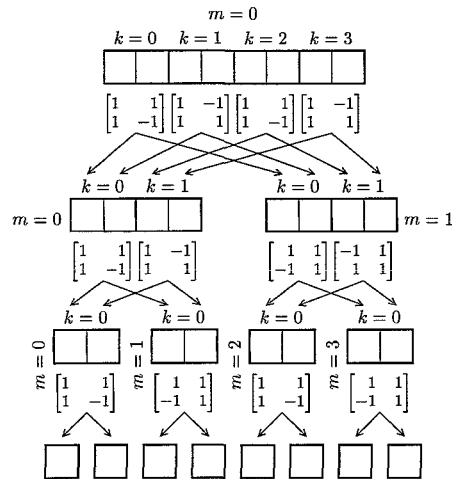 m = 0
k = 0 k = 1 k = 2 k = 3
[1 1 [1 -1 [1 1 [1 -1
1 -1] 1 1] 1 -1] 1 1]
k = 0 k = 1 k = 0 k = 1
m = 0 m = 1
[1 1 [1 -1 [1 1 [-1 1
1 -1] 1 1] -1 1] 1 1]
k = 0 k = 0 k = 0 k = 0
m = 0 m = 1 m = 2 m = 3
[1 1 [1 1 [1 1 [1 1
1 -1] -1 1] 1 -1] -1 1]